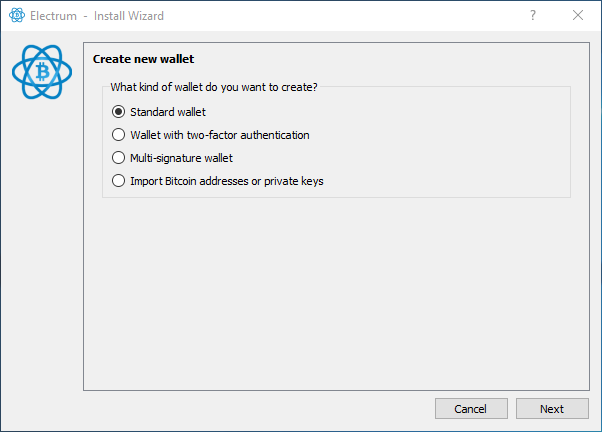 Electrum - Install Wizard
Create new wallet
What kind of wallet do you want to create?
Standard wallet
Wallet with two-factor authentication
Multi-signature wallet
Import Bitcoin addresses or private keys
Cancel Next